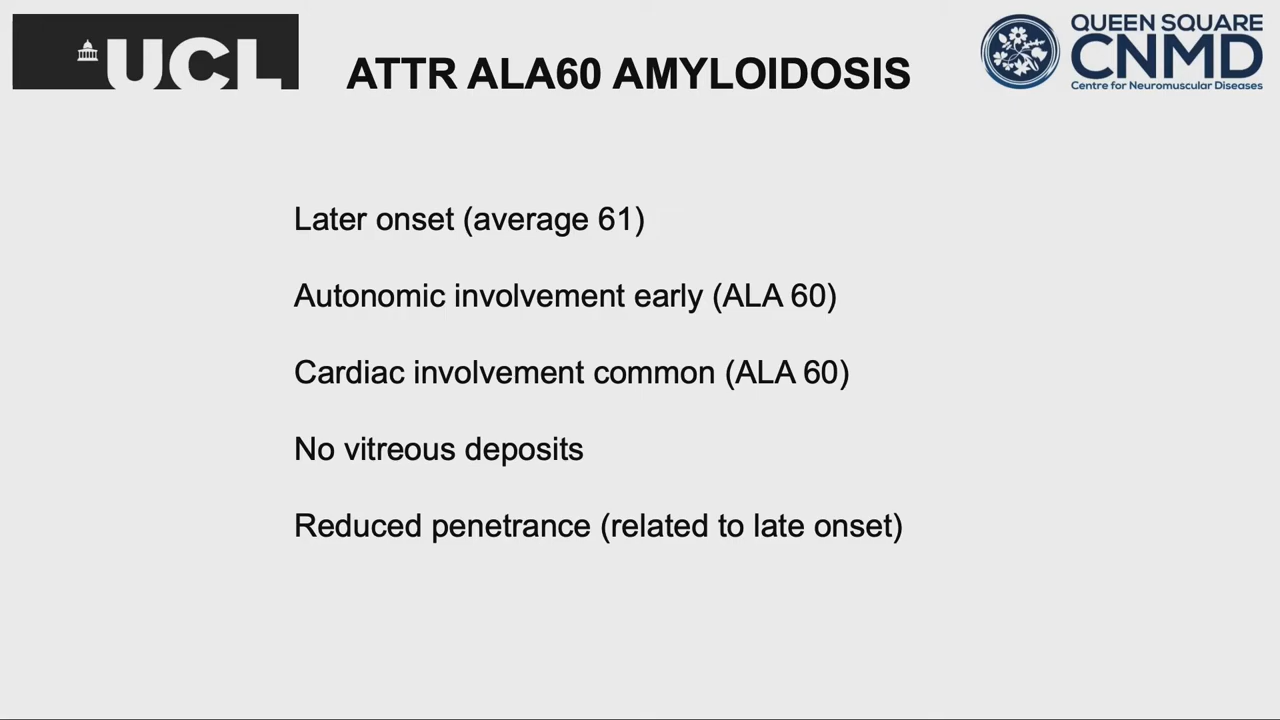 UCL
ATTR ALA60 AMYLOIDOSIS
QUEEN SQUARE
CNMD
Centre for Neuromuscular Diseases
Later onset (average 61)
Autonomic involvement early (ALA 60)
Cardiac involvement common (ALA 60)
No vitreous deposits
Reduced penetrance (related to late onset)